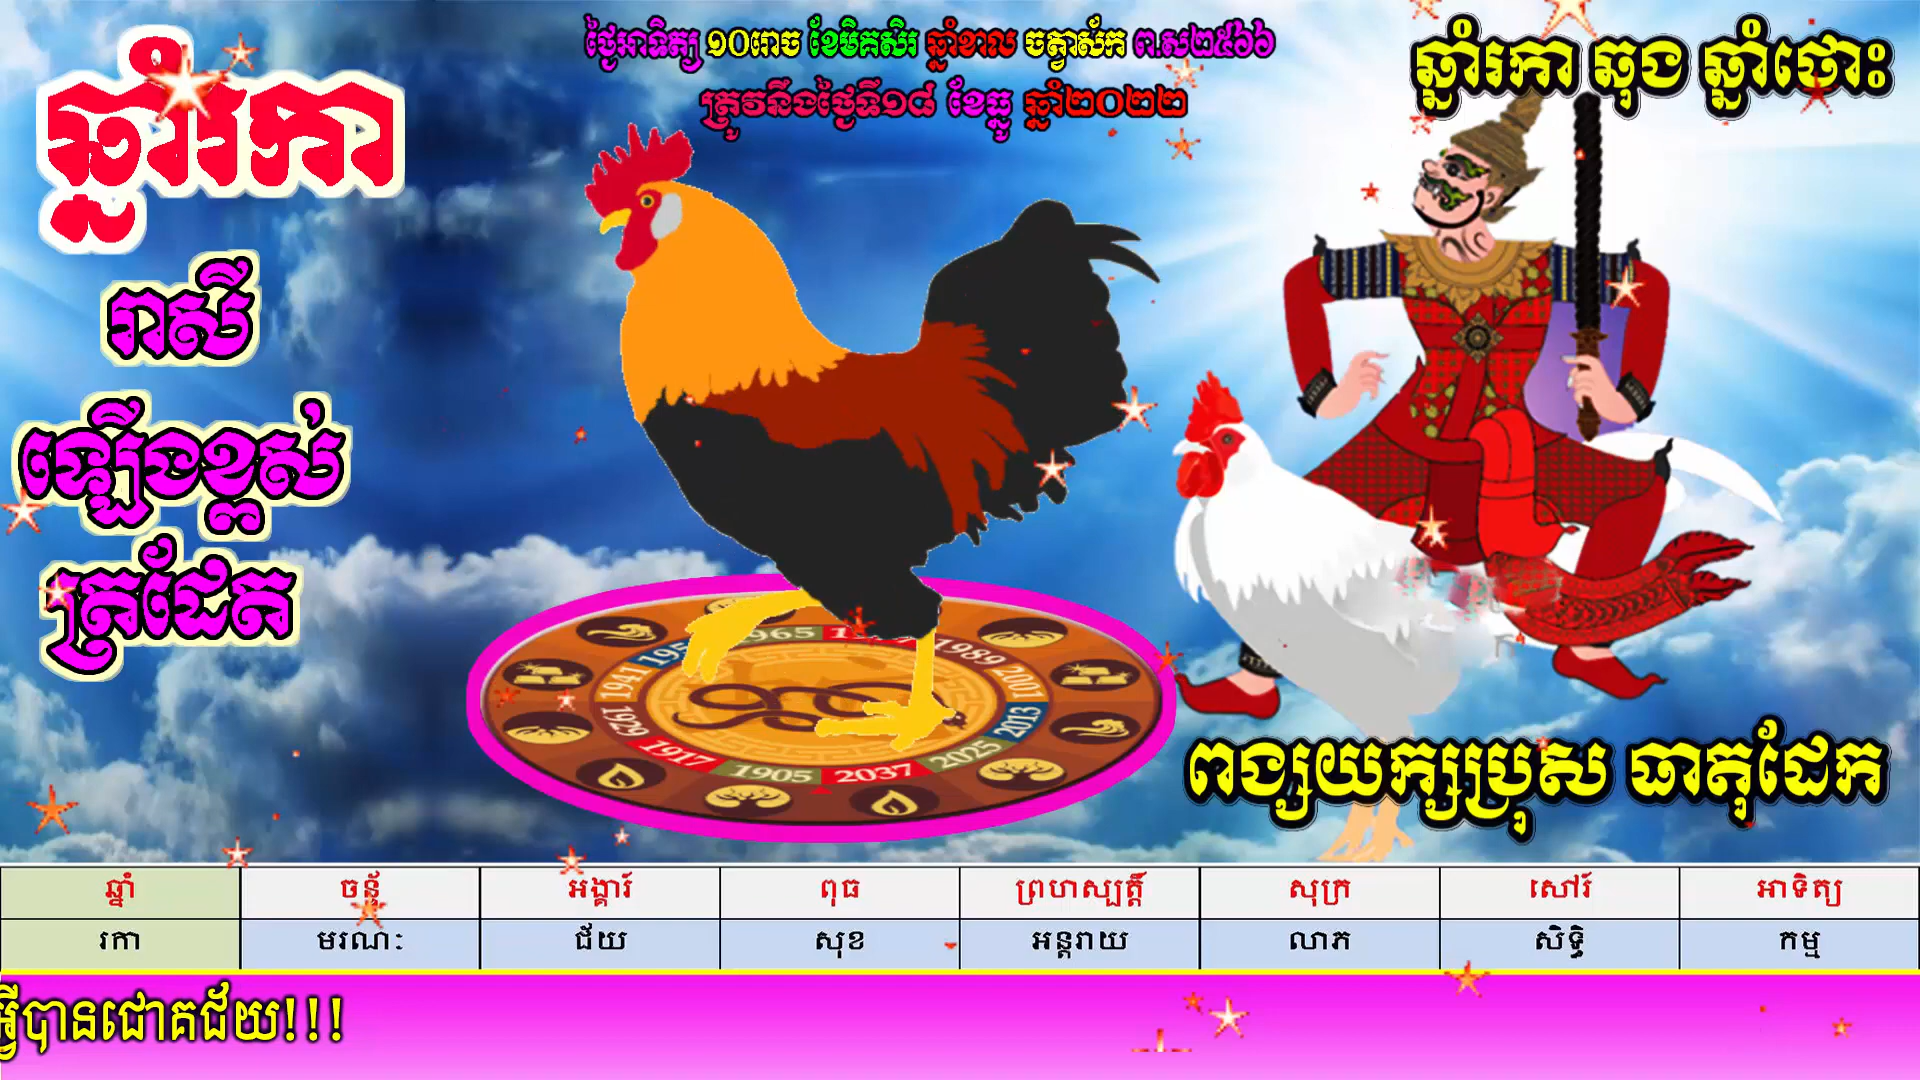 ថ្ងៃអាទិត្យ ១០រោច ខែមិគសិរ ឆ្នាំខាល ចត្វាស័ក ព.ស២៥៦៦
ត្រូវនឹងថ្ងៃទី១៨ ខែធ្នូ ឆ្នាំ២០២២
ឆ្នាំរកា ឆុង ឆ្នាំថោះ
ឆ្នាំរកា
រាសី
ឡើងខ្ពស់
ត្រដែត
1965
1989
2001
2013
2025
2037
1905
1917
1929
1941
ពង្សយក្សប្រុស ធាតុដែក
ឆ្នាំ ចន្ទ័ អង្គារ៍ ពុធ ព្រហស្បត្តិ៍ សុក្រ សៅរ៍ អាទិត្យ
រកា មរណៈ ជ័យ សុខ អន្តរាយ លាភ សិទ្ធិ កម្ម
អ្វីបានជោគជ័យ!!!